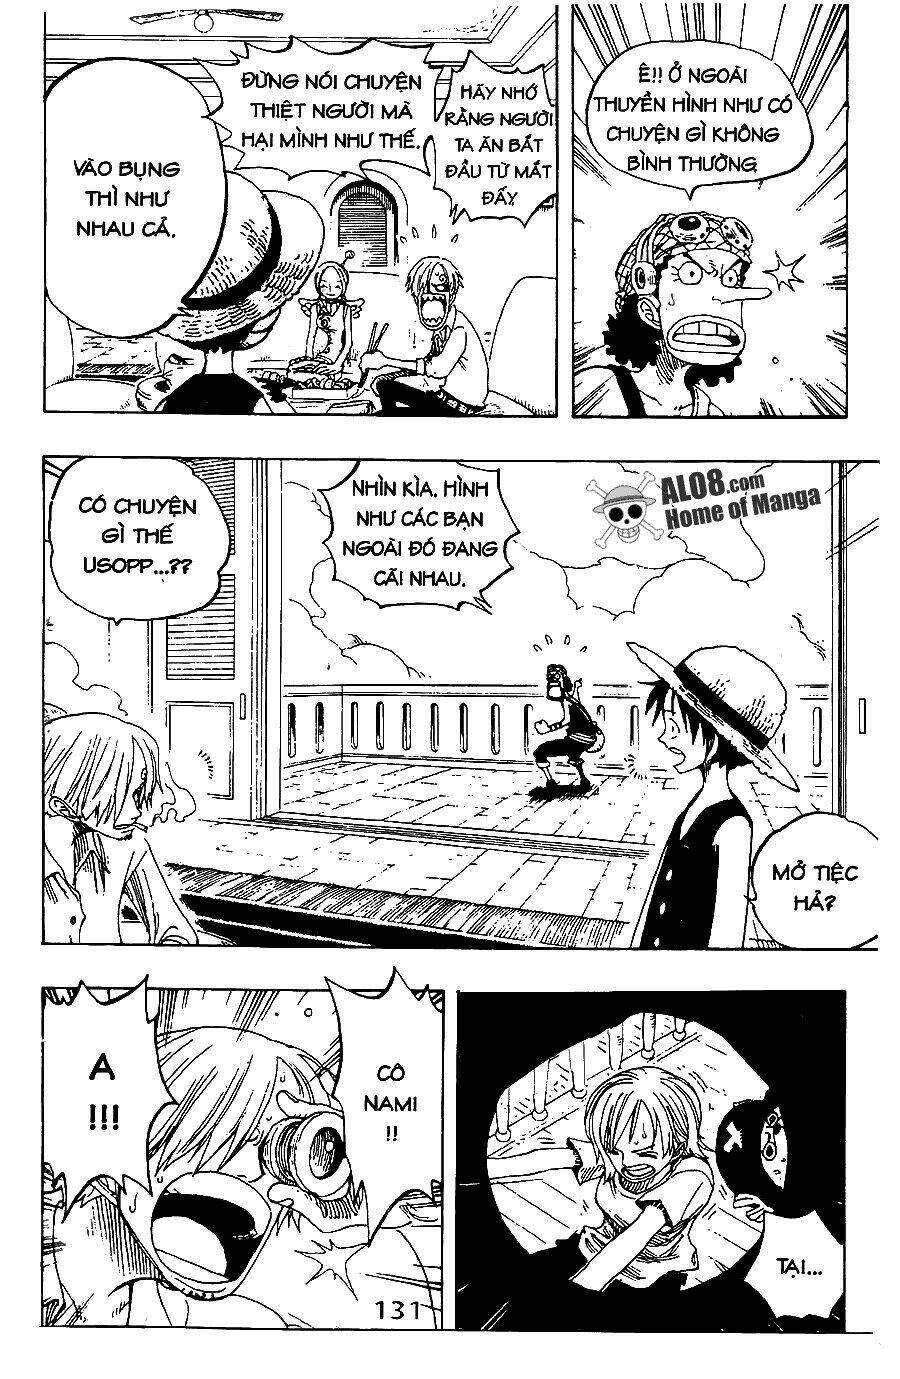 Ê!! Ở NGOÀI
THUYỀN HÌNH NHƯ CÓ
CHUYỆN GÌ KHÔNG
BÌNH THƯỜNG.
HÃY NHỚ
RẰNG NGƯỜI
TA ĂN BẮT
ĐẦU TỪ MẮT
ĐẤY.
ĐỪNG NÓI CHUYỆN
THIỆT NGƯỜI MÀ
HẠI MÌNH NHƯ THẾ.
VÀO BỤNG
THÌ NHƯ
NHAU CẢ.
AL08.com
Home of Manga
NHÌN KÌA. HÌNH
NHƯ CÁC BẠN
NGOÀI ĐÓ ĐANG
CÃI NHAU.
CÓ CHUYỆN
GÌ THẾ
USOPP...??
MỞ TIỆC
HẢ?
TẠI...
CÔ
NAMI
!!
A
!!!
131